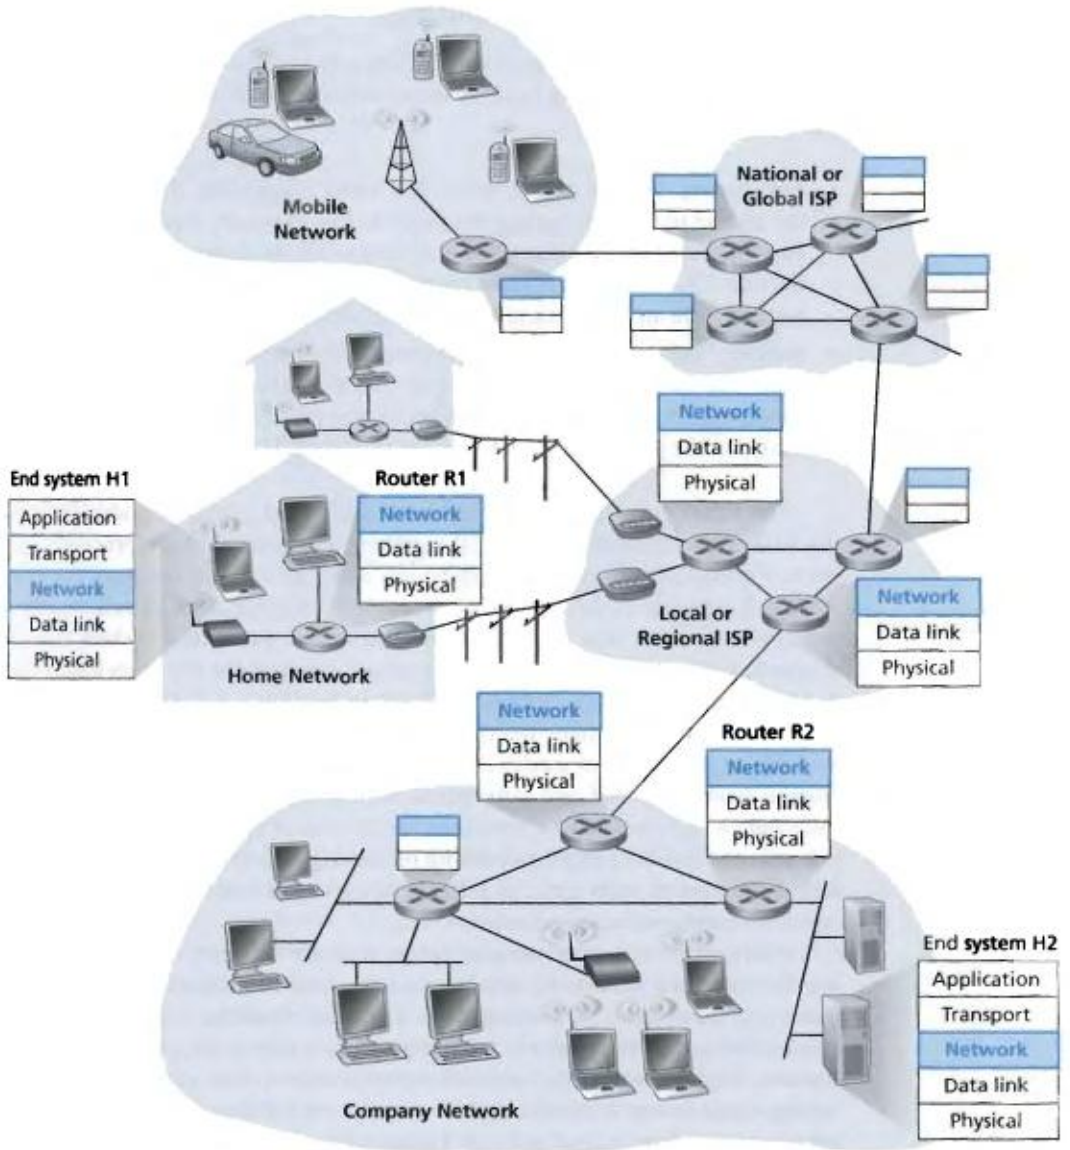 National or
Global ISP
Mobile
Network
Network
Data link
Physical
End system H1
Application
Transport
Network
Data link
Physical
Router R1
Network
Data link
Physical
Home Network
Local or
Regional ISP
Network
Data link
Physical
Network
Data link
Physical
Router R2
Network
Data link
Physical
End system H2
Application
Transport
Network
Data link
Physical
Company Network